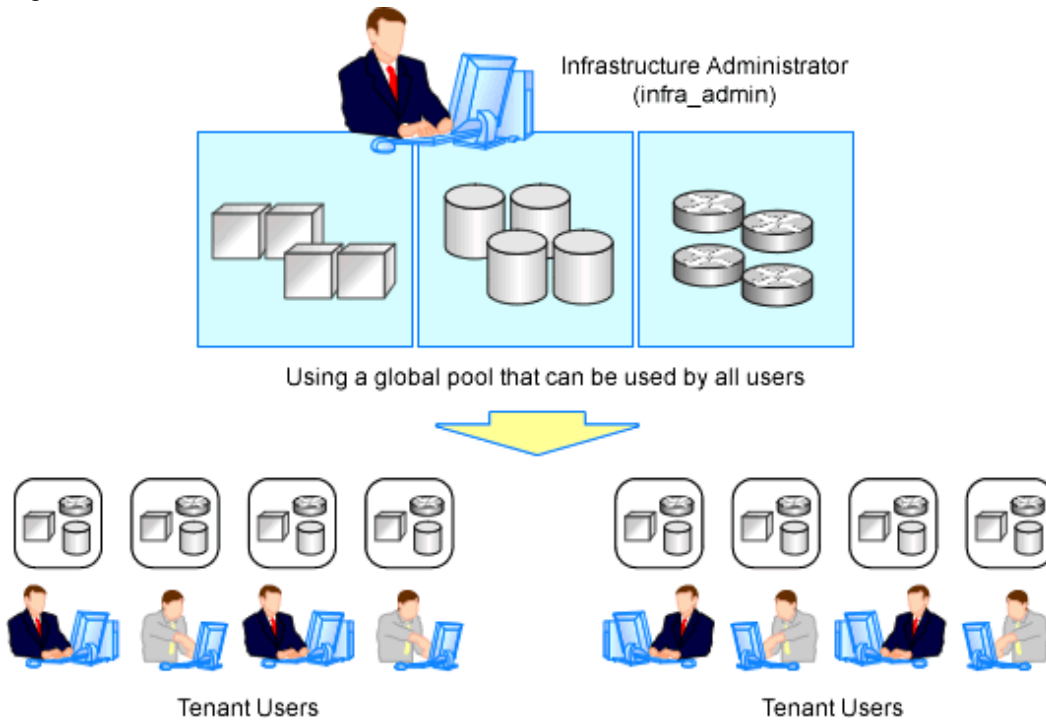 Infrastructure Administrator
(infra_admin)
Using a global pool that can be used by all users
Tenant Users
Tenant Users